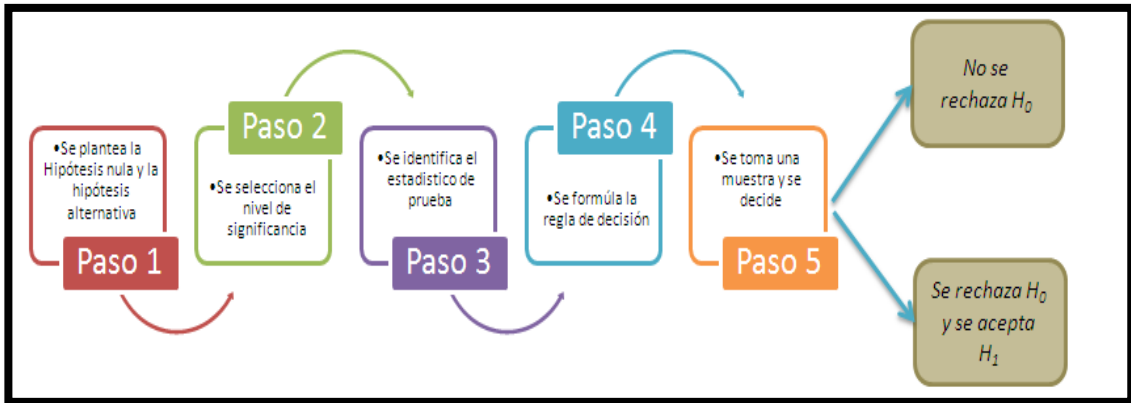 •Se plantea la
Hipótesis nula y la
hipótesis
alternativa
Paso 1
Paso 2
•Se selecciona el
nivel de
significancia
•Se identifica el
estadistico de
prueba
Paso 3
Paso 4
•Se formúla la
regla de decisión
•Se toma una
muestra y se
decide
Paso 5
No se
rechaza H₀
Se rechaza H₀
y se acepta
H₁